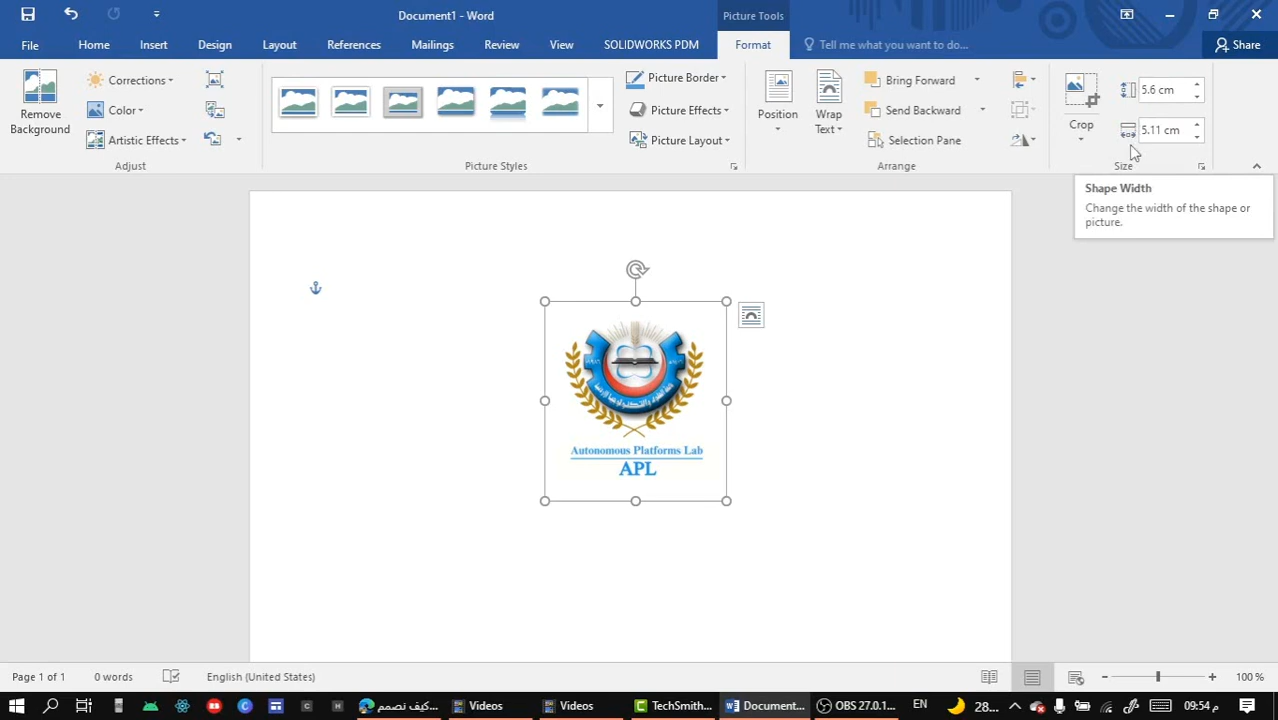 Document1 - Word
Picture Tools
File
Home
Insert
Design
Layout
References
Mailings
Review
View
SOLIDWORKS PDM
Format
Tell me what you want to do...
Share
Remove Background
Corrections
Color
Artistic Effects
Adjust
Picture Styles
Picture Border
Picture Effects
Picture Layout
Position
Wrap Text
Bring Forward
Send Backward
Selection Pane
Arrange
Crop
5.6 cm
5.11 cm
Size
Shape Width
Change the width of the shape or
picture.
Autonomous Platforms Lab
APL
Page 1 of 1
0 words
English (United States)
100 %
كيف تصمم...
Videos
Videos
TechSmith...
Document...
OBS 27.0.1...
EN
28...
09:54 م